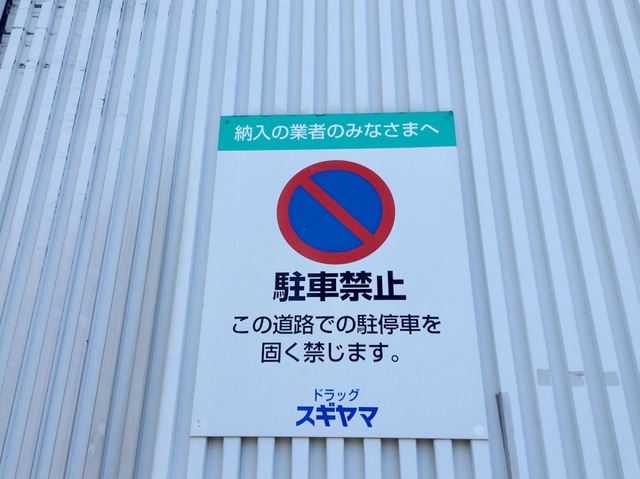 納入の業者のみなさまへ
駐車禁止
この道路での駐停車を
固く禁じます。
ドラッグ
スギヤマ